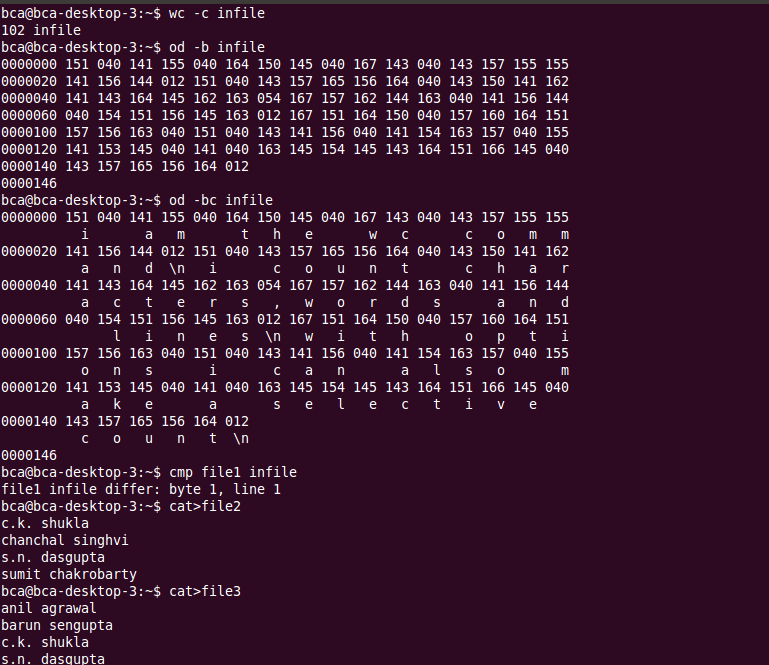 bca@bca-desktop-3:~$ wc -c infile
102 infile
bca@bca-desktop-3:~$ od -b infile
0000000 151 040 141 155 040 164 150 145 040 167 143 040 143 157 155 155
0000020 141 156 144 012 151 040 143 157 165 156 164 040 143 150 141 162
0000040 141 143 164 145 162 163 054 167 157 162 144 163 040 141 156 144
0000060 040 154 151 156 145 163 012 167 151 164 150 040 157 160 164 151
0000100 157 156 163 040 151 040 143 141 156 040 141 154 163 157 040 155
0000120 141 153 145 040 141 040 163 145 154 145 143 164 151 166 145 040
0000140 143 157 165 156 164 012
0000146
bca@bca-desktop-3:~$ od -bc infile
0000000 151 040 141 155 040 164 150 145 040 167 143 040 143 157 155 155
          i       a   m       t   h   e       w   c       c   o   m   m
0000020 141 156 144 012 151 040 143 157 165 156 164 040 143 150 141 162
          a   n   d  \n   i       c   o   u   n   t       c   h   a   r
0000040 141 143 164 145 162 163 054 167 157 162 144 163 040 141 156 144
          a   c   t   e   r   s   ,   w   o   r   d   s       a   n   d
0000060 040 154 151 156 145 163 012 167 151 164 150 040 157 160 164 151
              l   i   n   e   s  \n   w   i   t   h       o   p   t   i
0000100 157 156 163 040 151 040 143 141 156 040 141 154 163 157 040 155
          o   n   s       i       c   a   n       a   l   s   o       m
0000120 141 153 145 040 141 040 163 145 154 145 143 164 151 166 145 040
          a   k   e       a       s   e   l   e   c   t   i   v   e
0000140 143 157 165 156 164 012
          c   o   u   n   t  \n
0000146
bca@bca-desktop-3:~$ cmp file1 infile
file1 infile differ: byte 1, line 1
bca@bca-desktop-3:~$ cat>file2
c.k. shukla
chanchal singhvi
s.n. dasgupta
sumit chakrobarty
bca@bca-desktop-3:~$ cat>file3
anil agrawal
barun sengupta
c.k. shukla
s.n. dasgupta